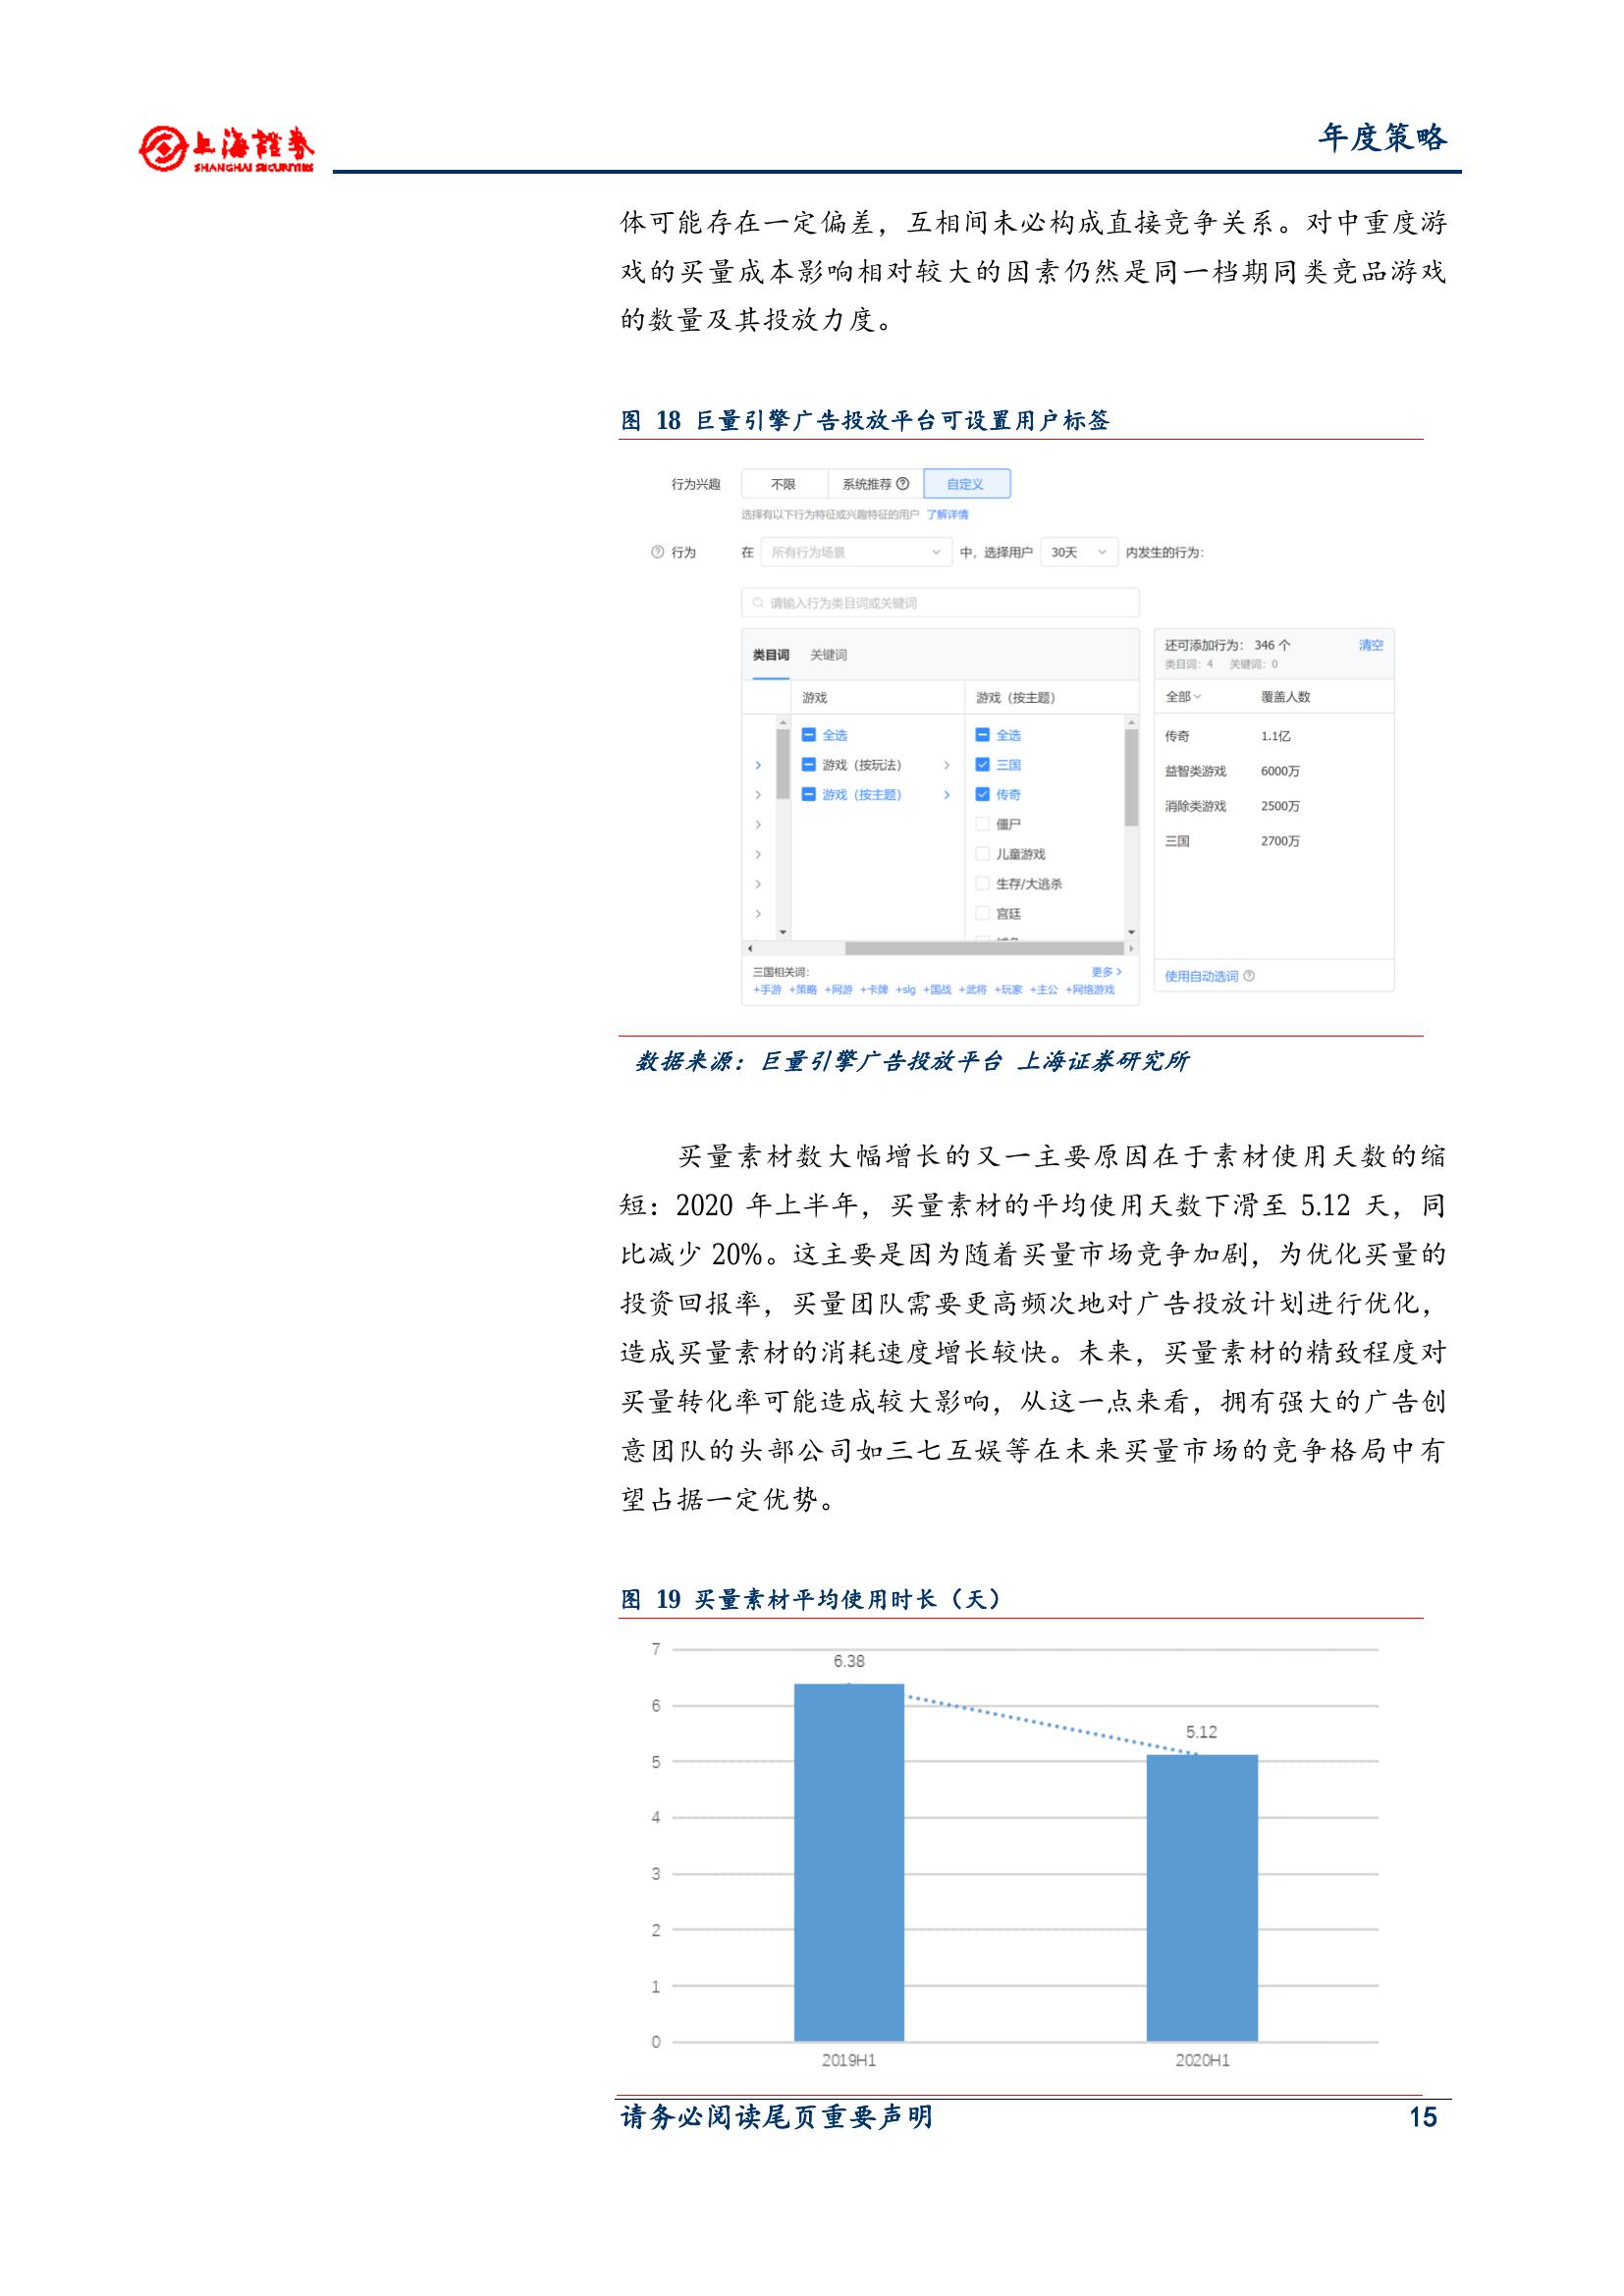 上海證券
SHANGHAI SECURITIES
年度策略
体可能存在一定偏差，互相间未必构成直接竞争关系。对中重度游
戏的买量成本影响相对较大的因素仍然是同一档期同类竞品游戏
的数量及其投放力度。
图 18 巨量引擎广告投放平台可设置用户标签
行为兴趣 不限 系统推荐 自定义
选择有以下行为特征或兴趣特征的用户 了解详情
行为 在 所有行为场景 中，选择用户 30天 内发生的行为：
请输入行为类目词或关键词
类目词 关键词
游戏 游戏（按主题）
全选 全选
游戏（按玩法） 三国
游戏（按主题） 传奇
僵尸
儿童游戏
生存/大逃杀
宫廷
三国相关词： 更多
+手游 +策略 +网游 +卡牌 +slg +国战 +武将 +玩家 +主公 +网络游戏
还可添加行为： 346 个 清空
类目词：4 关键词：0
全部 覆盖人数
传奇 1.1亿
益智类游戏 6000万
消除类游戏 2500万
三国 2700万
使用自动选词
数据来源：巨量引擎广告投放平台 上海证券研究所
买量素材数大幅增长的又一主要原因在于素材使用天数的缩
短：2020 年上半年，买量素材的平均使用天数下滑至 5.12 天，同
比减少 20%。这主要是因为随着买量市场竞争加剧，为优化买量的
投资回报率，买量团队需要更高频次地对广告投放计划进行优化，
造成买量素材的消耗速度增长较快。未来，买量素材的精致程度对
买量转化率可能造成较大影响，从这一点来看，拥有强大的广告创
意团队的头部公司如三七互娱等在未来买量市场的竞争格局中有
望占据一定优势。
图 19 买量素材平均使用时长（天）
7
6.38
6
5.12
5
4
3
2
1
0
2019H1 2020H1
请务必阅读尾页重要声明 15